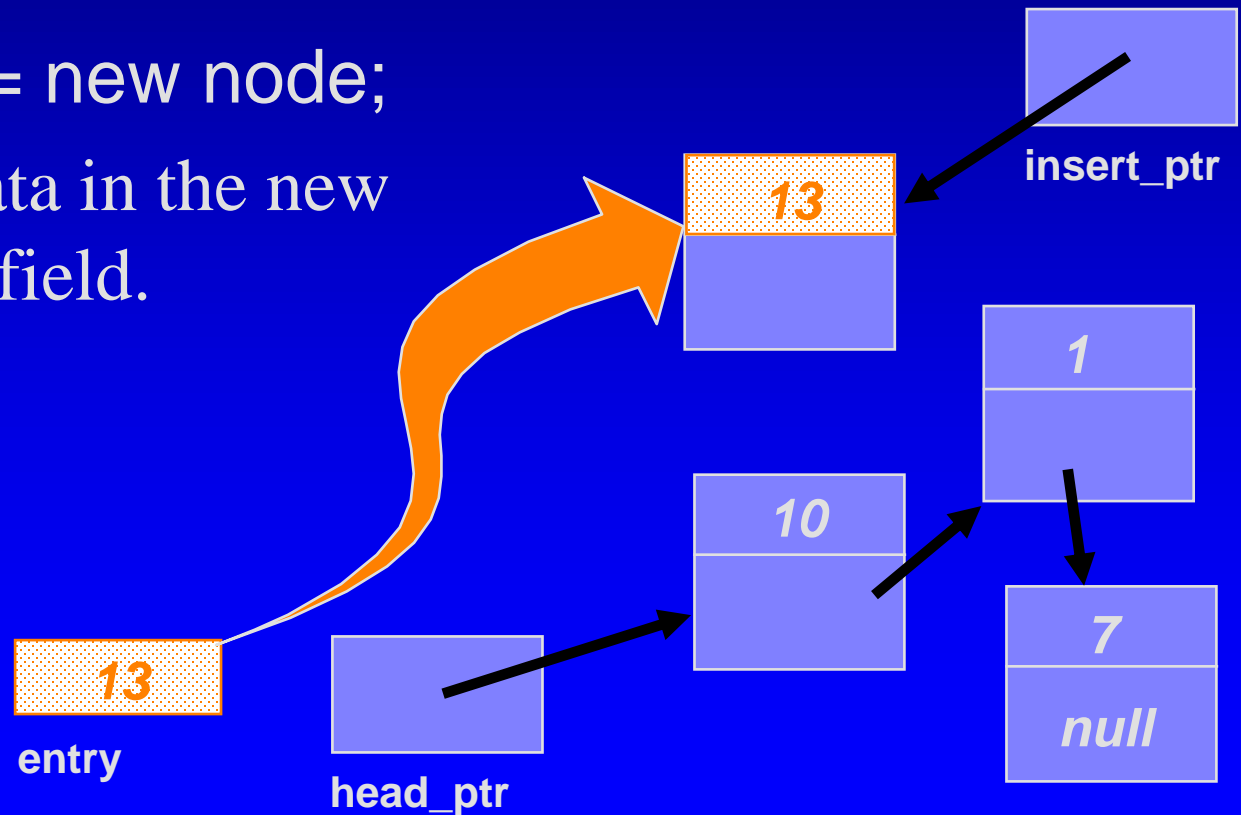 = new node;
ata in the new
field.
insert_ptr
13
1
10
7
null
13
entry
head_ptr